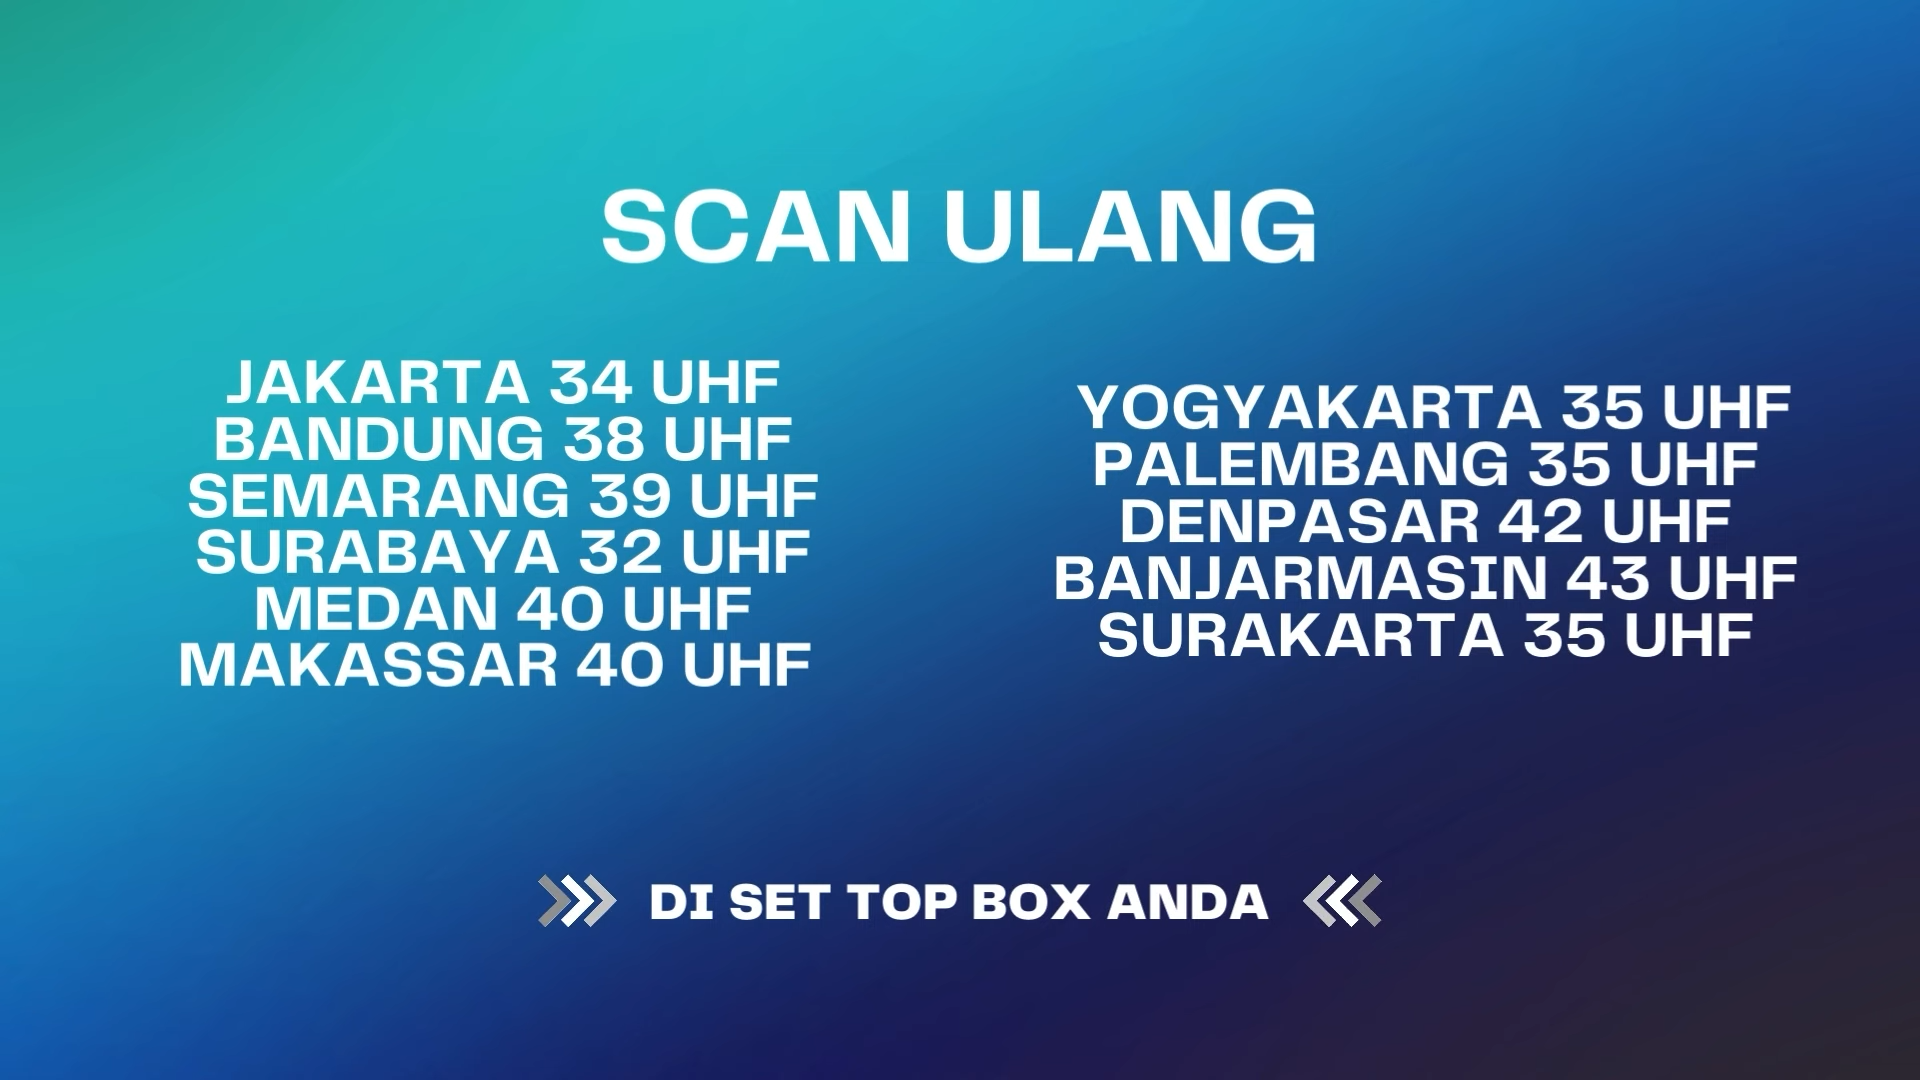 SCAN ULANG
JAKARTA 34 UHF
BANDUNG 38 UHF
SEMARANG 39 UHF
SURABAYA 32 UHF
MEDAN 40 UHF
MAKASSAR 40 UHF
YOGYAKARTA 35 UHF
PALEMBANG 35 UHF
DENPASAR 42 UHF
BANJARMASIN 43 UHF
SURAKARTA 35 UHF
DI SET TOP BOX ANDA